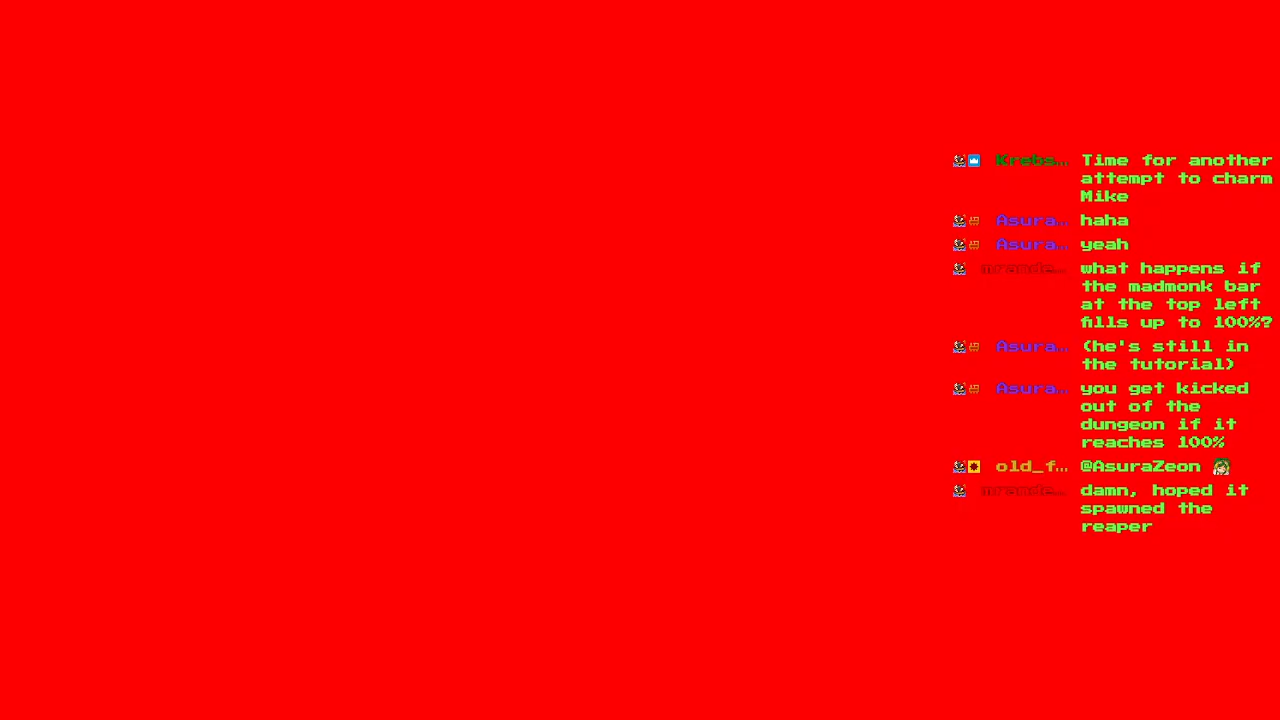 Krebs… Time for another
attempt to charm
Mike
Asura… haha
Asura… yeah
mrande… what happens if
the madmonk bar
at the top left
fills up to 100%?
Asura… (he's still in
the tutorial)
Asura… you get kicked
out of the
dungeon if it
reaches 100%
old_f… @AsuraZeon
mrande… damn, hoped it
spawned the
reaper